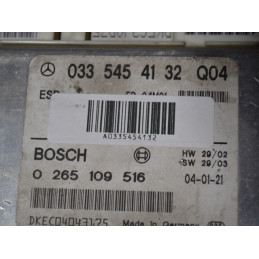 033 545 41 32 Q04
ESP
A0335454132
BOSCH
HW 29/02
SW 29/03
0 265 109 516
04-01-21
DKEC04043175
Made in Germany